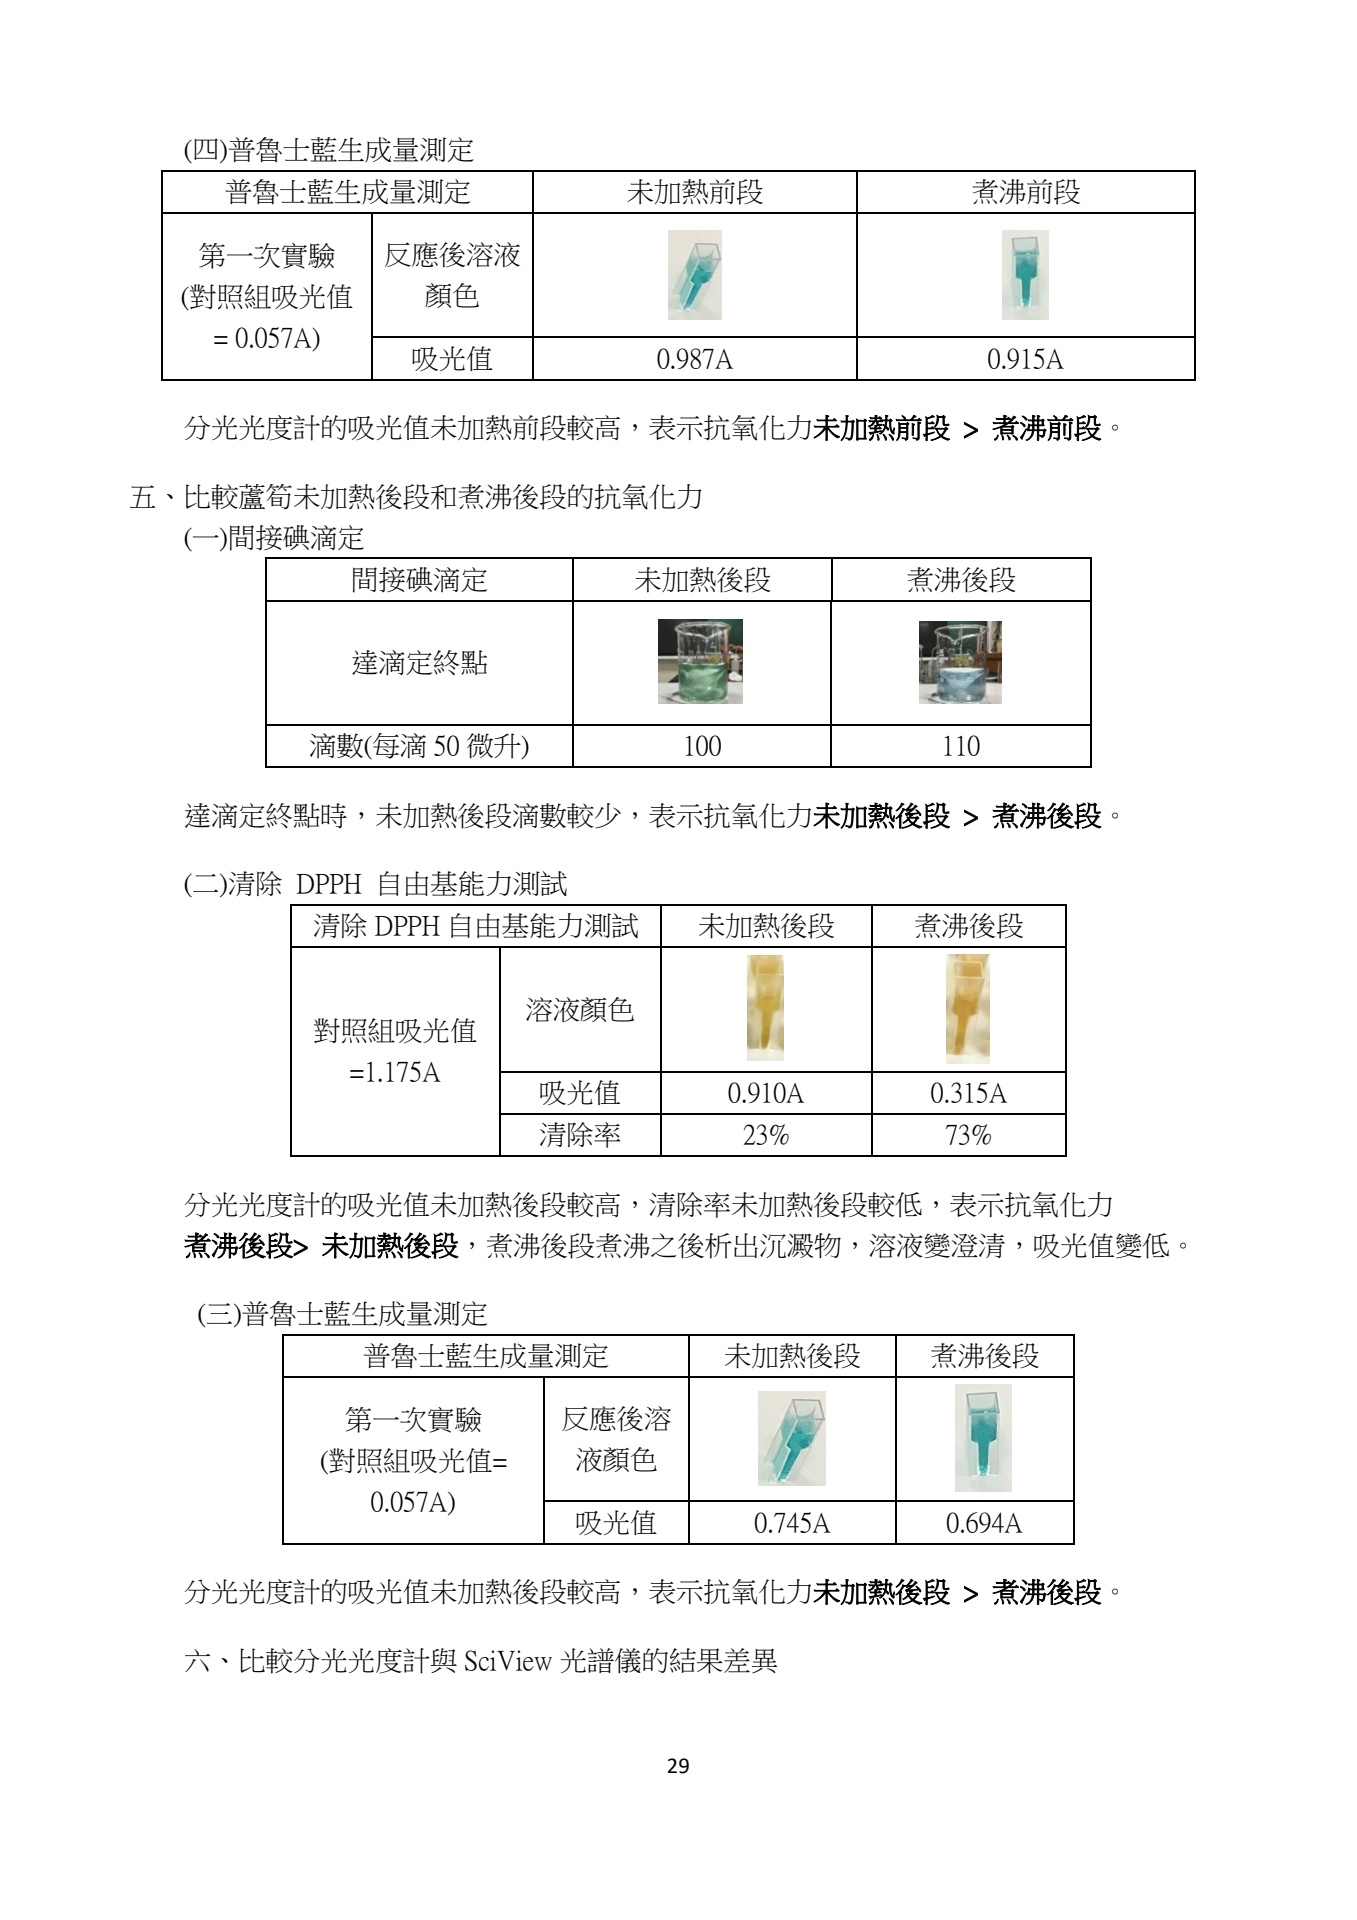 (四)普魯士藍生成量測定
普魯士藍生成量測定 未加熱前段 煮沸前段
第一次實驗
(對照組吸光值
= 0.057A)
反應後溶液
顏色
吸光值 0.987A 0.915A
分光光度計的吸光值未加熱前段較高，表示抗氧化力未加熱前段 > 煮沸前段。
五、比較蘆筍未加熱後段和煮沸後段的抗氧化力
(一)間接碘滴定
間接碘滴定 未加熱後段 煮沸後段
達滴定終點
滴數(每滴 50 微升) 100 110
達滴定終點時，未加熱後段滴數較少，表示抗氧化力未加熱後段 > 煮沸後段。
(二)清除 DPPH 自由基能力測試
清除 DPPH 自由基能力測試 未加熱後段 煮沸後段
對照組吸光值
=1.175A
溶液顏色
吸光值 0.910A 0.315A
清除率 23% 73%
分光光度計的吸光值未加熱後段較高，清除率未加熱後段較低，表示抗氧化力
煮沸後段> 未加熱後段，煮沸後段煮沸之後析出沉澱物，溶液變澄清，吸光值變低。
(三)普魯士藍生成量測定
普魯士藍生成量測定 未加熱後段 煮沸後段
第一次實驗
(對照組吸光值=
0.057A)
反應後溶
液顏色
吸光值 0.745A 0.694A
分光光度計的吸光值未加熱後段較高，表示抗氧化力未加熱後段 > 煮沸後段。
六、比較分光光度計與 SciView 光譜儀的結果差異
29